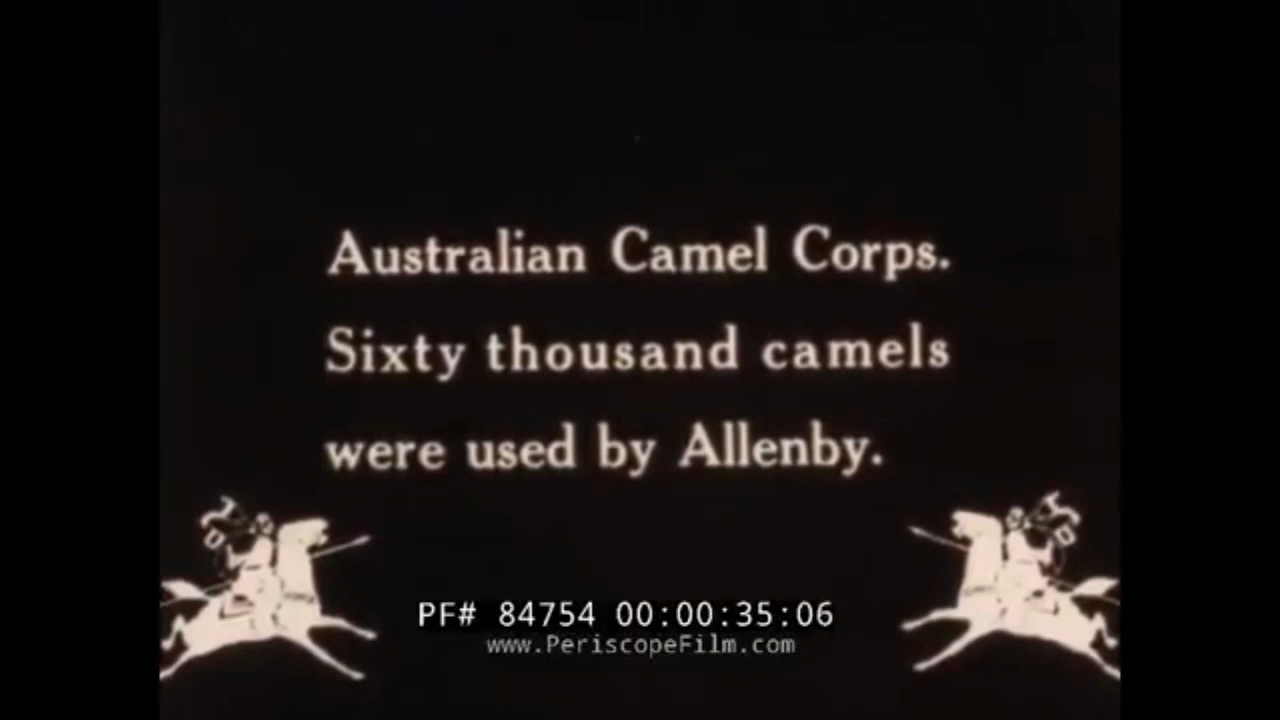 Australian Camel Corps.
Sixty thousand camels
were used by Allenby.
PF# 84754 00:00:35:06
www.PeriscopeFilm.com